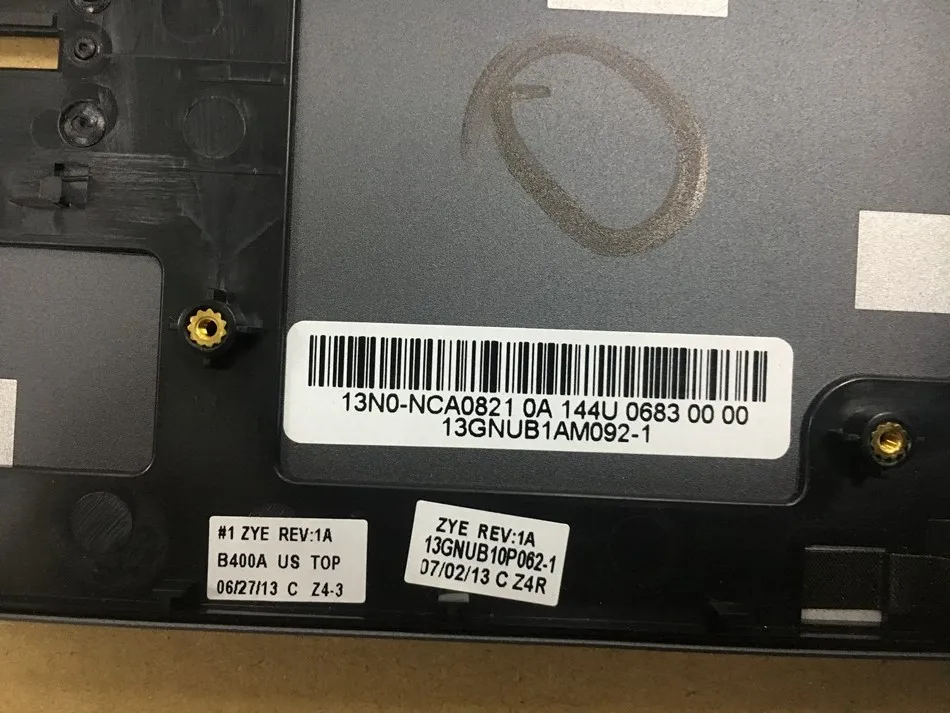 13N0-NCA0821 0A 144U 0683 00 00
13GNUB1AM092-1
#1 ZYE REV:1A
B400A US TOP
06/27/13 C Z4-3
ZYE REV:1A
13GNUB10P062-1
07/02/13 C Z4R